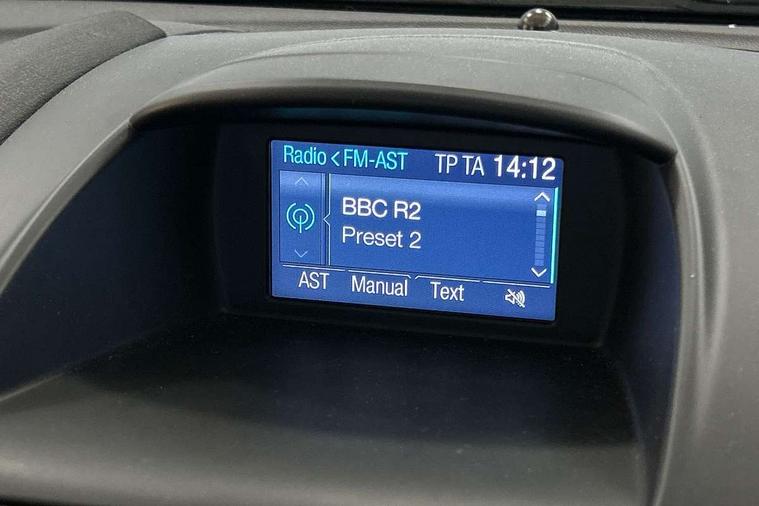 Radio < FM-AST TP TA 14:12
BBC R2
Preset 2
AST Manual Text